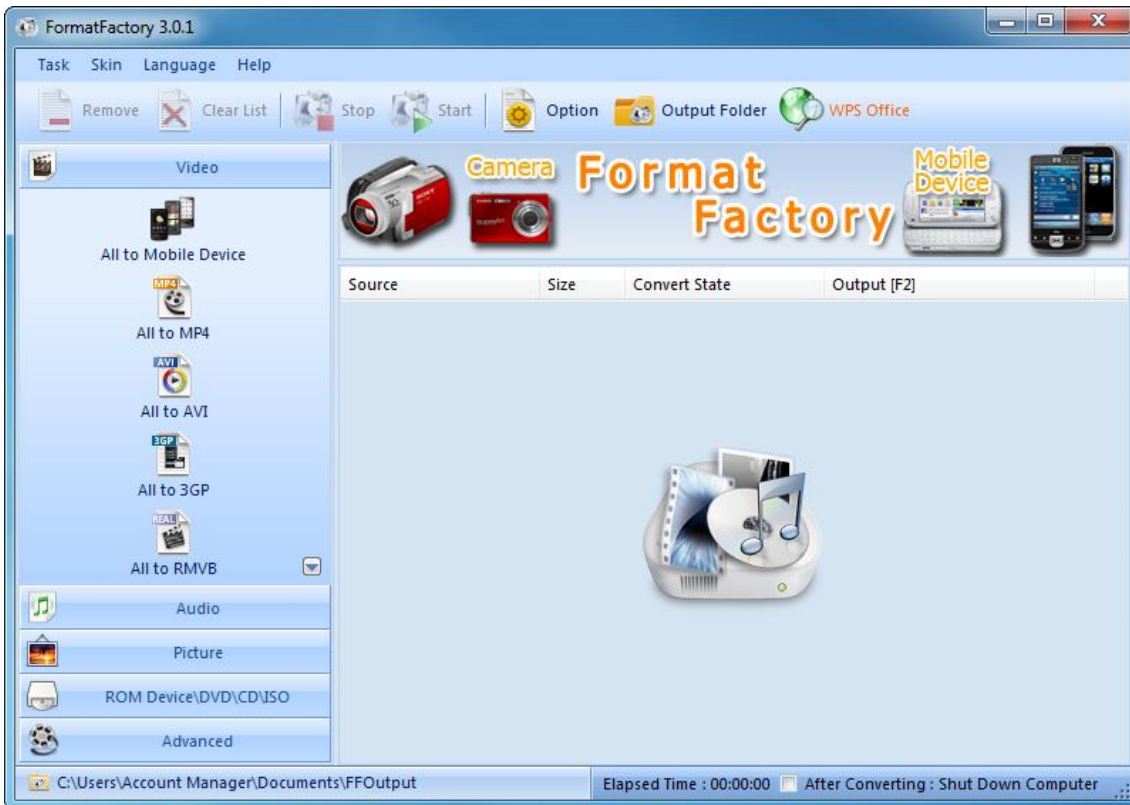 FormatFactory 3.0.1
Task Skin Language Help
Remove Clear List Stop Start Option Output Folder WPS Office
Video
All to Mobile Device
MP4
All to MP4
AVI
All to AVI
3GP
All to 3GP
REAL
All to RMVB
Audio
Picture
ROM Device\DVD\CD\ISO
Advanced
Camera
Format
Factory
Mobile
Device
SONY
Source Size Convert State Output [F2]
C:\Users\Account Manager\Documents\FFOutput
Elapsed Time : 00:00:00 After Converting : Shut Down Computer